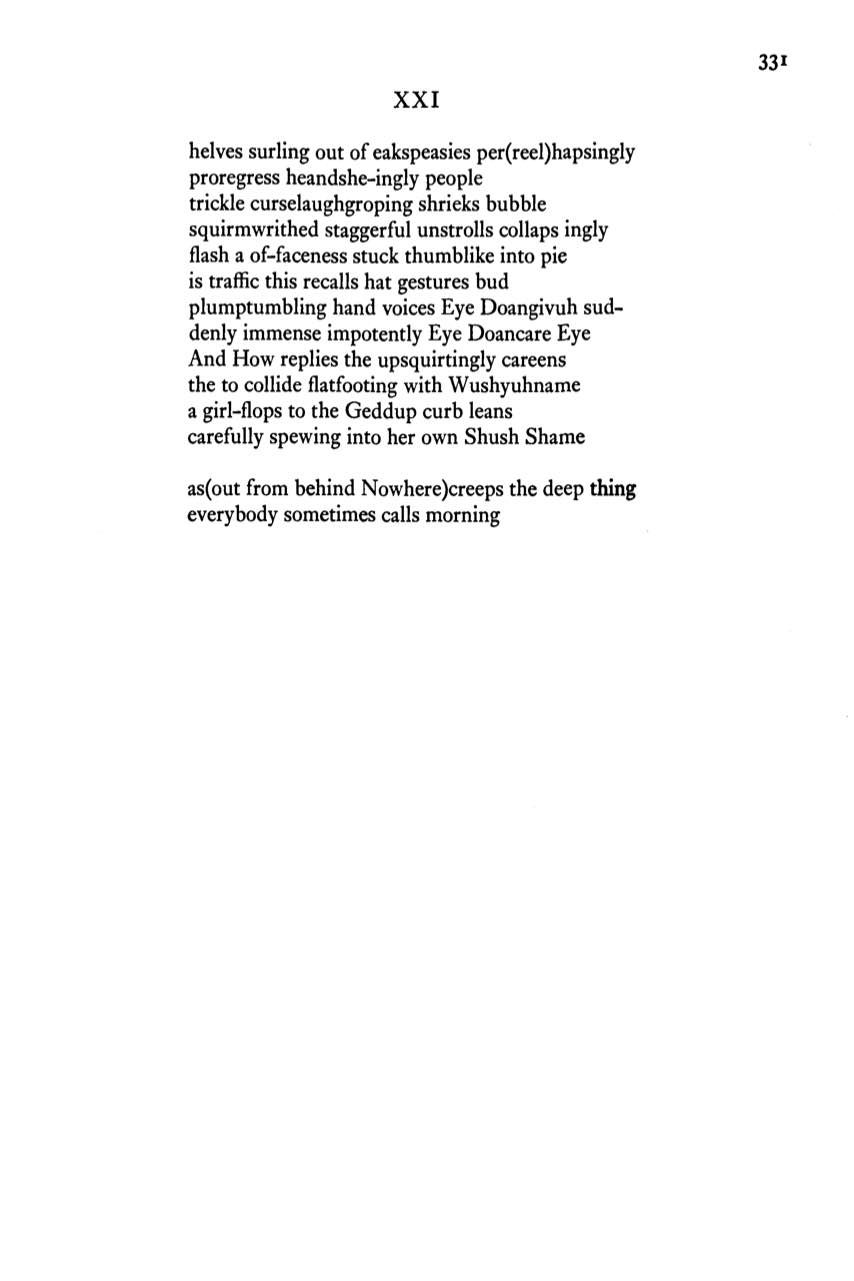 331
XXI
helves surling out of eakspeasies per(reel)hapsingly
proregress heandshe-ingly people
trickle curselaughgroping shrieks bubble
squirmwrithed staggerful unstrolls collaps ingly
flash a of-faceness stuck thumblike into pie
is traffic this recalls hat gestures bud
plumptumbling hand voices Eye Doangivuh sud-
denly immense impotently Eye Doancare Eye
And How replies the upsquirtingly careens
the to collide flatfooting with Wushyuhname
a girl-flops to the Geddup curb leans
carefully spewing into her own Shush Shame
as(out from behind Nowhere)creeps the deep thing
everybody sometimes calls morning